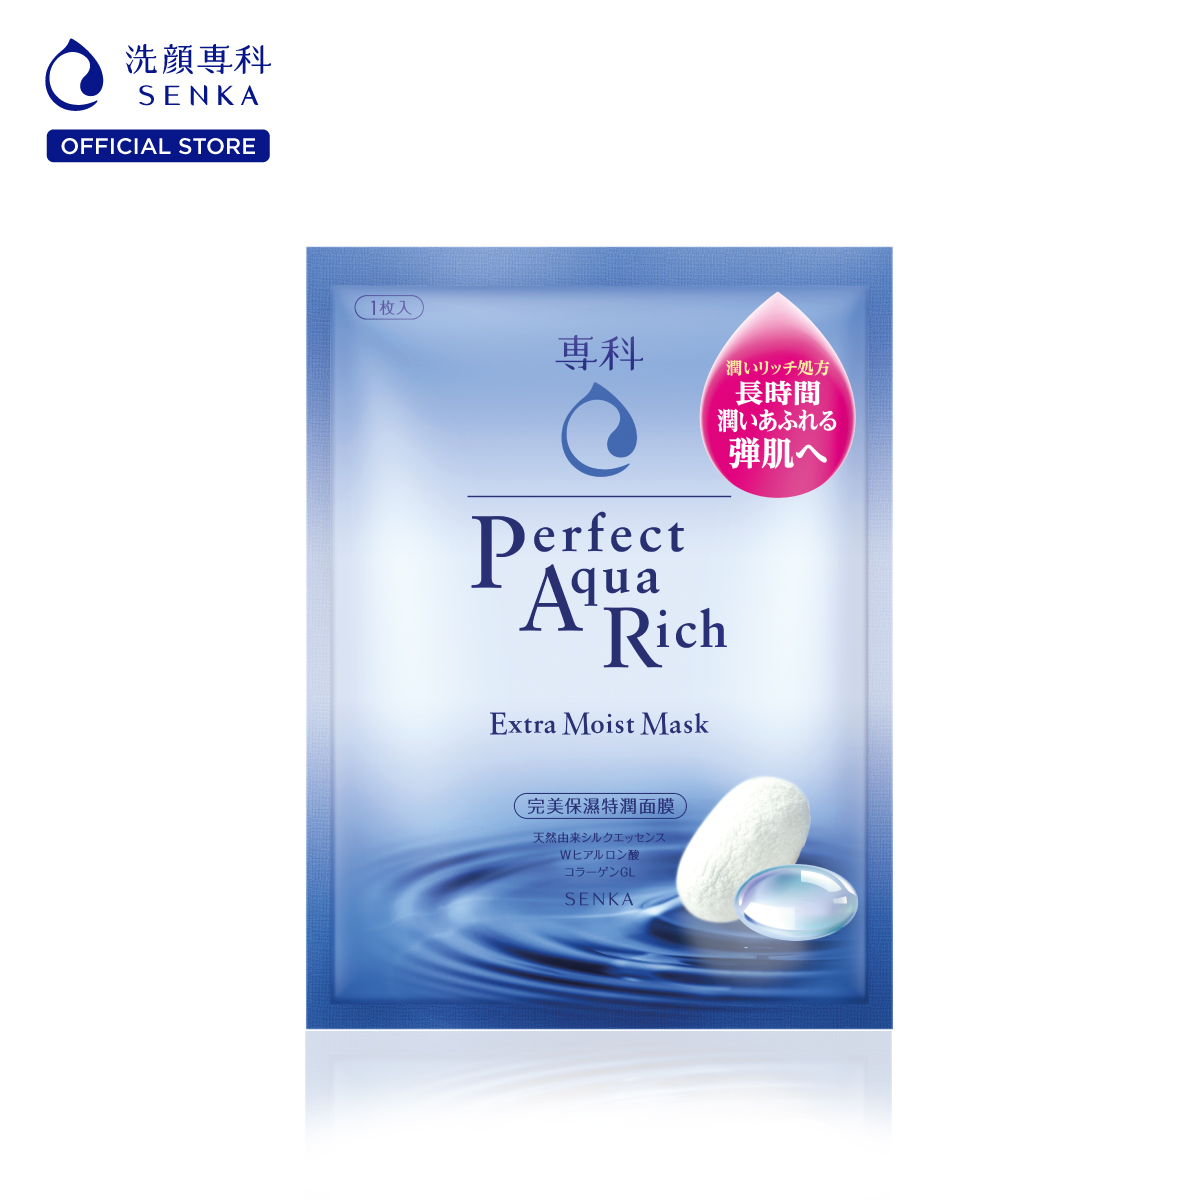 洗顔専科
SENKA
OFFICIAL STORE
1枚入
専科
潤いリッチ処方
長時間
潤いあふれる
弾肌へ
Perfect
Aqua
Rich
Extra Moist Mask
完美保濕特潤面膜
天然由来シルクエッセンス
Wヒアルロン酸
コラーゲンGL
SENKA